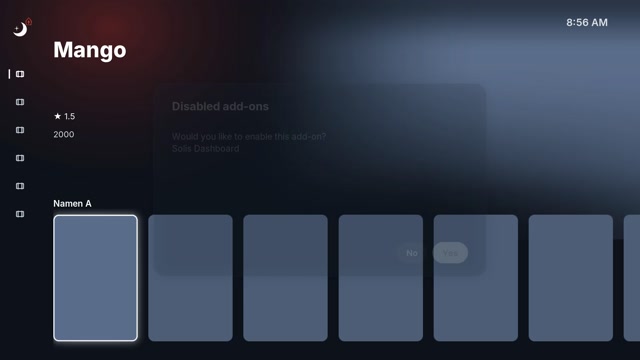 8:56 AM
Mango
Disabled add-ons
★ 1.5
Would you like to enable this add-on?
2000
Solis Dashboard
Namen A
No
Yes